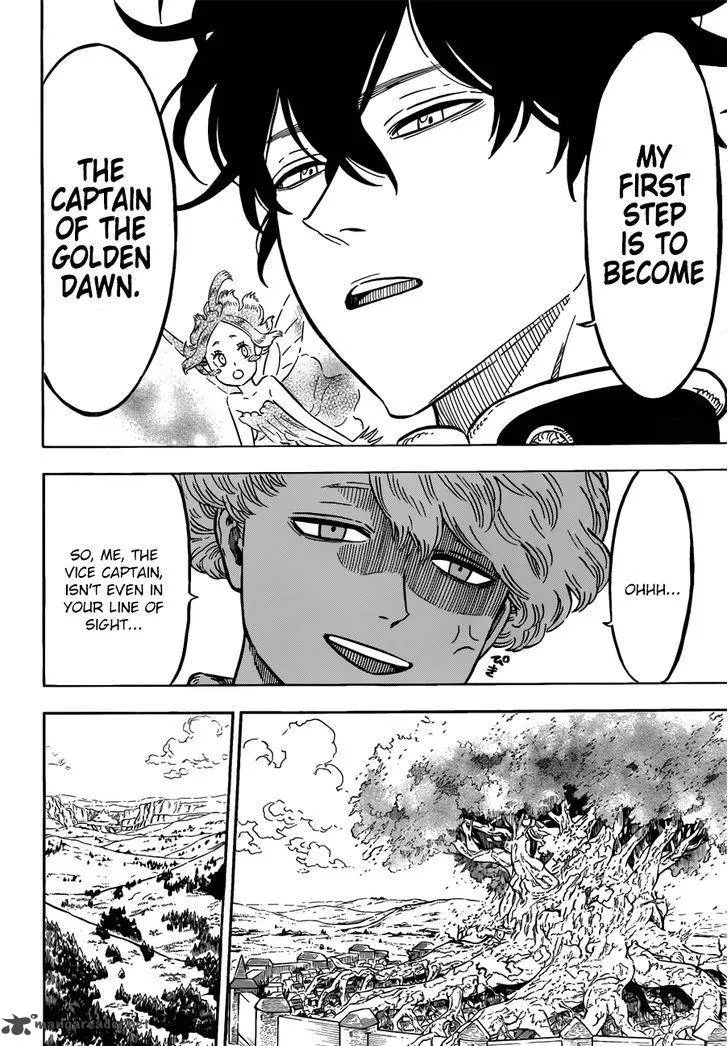 MY
FIRST
STEP
IS TO
BECOME
THE
CAPTAIN
OF THE
GOLDEN
DAWN.
OHHH...
SO, ME, THE
VICE CAPTAIN,
ISN'T EVEN IN
YOUR LINE OF
SIGHT...